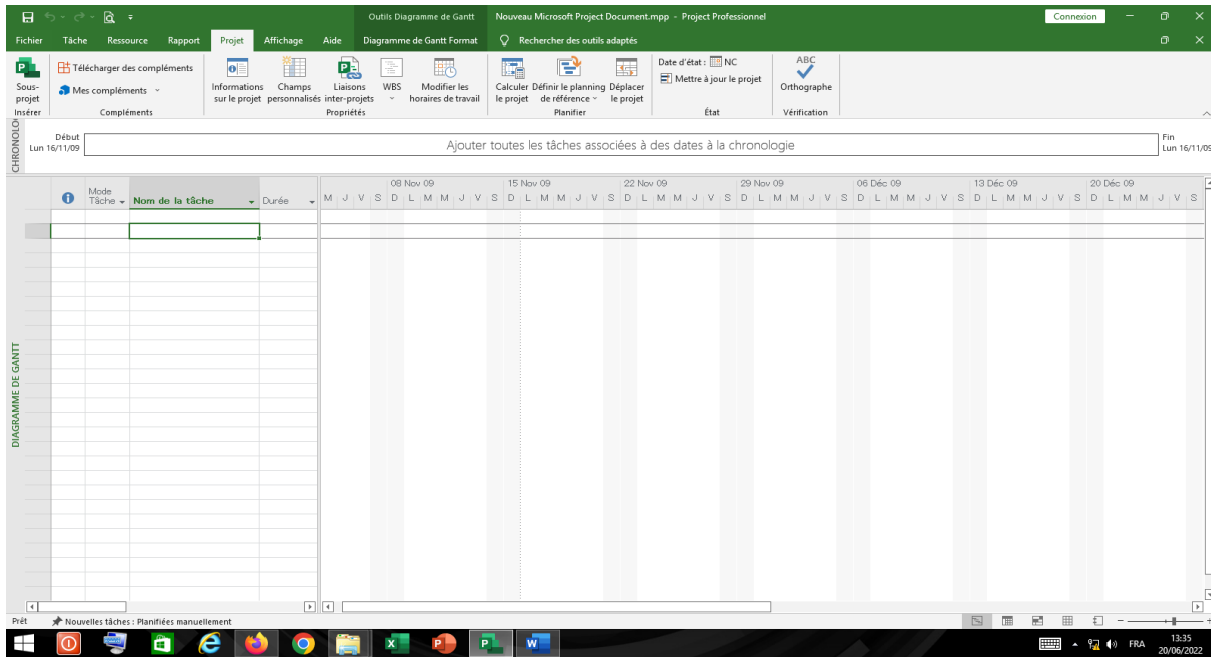 Outils Diagramme de Gantt Nouveau Microsoft Project Document.mpp - Project Professionnel Connexion
Fichier Tâche Ressource Rapport Projet Affichage Aide Diagramme de Gantt Format Rechercher des outils adaptés
Sous-projet
Télécharger des compléments
Mes compléments
Informations sur le projet
Champs personnalisés
Liaisons inter-projets
WBS
Modifier les horaires de travail
Calculer le projet
Définir le planning de référence
Déplacer le projet
Date d'état : NC
Mettre à jour le projet
ABC
Orthographe
Insérer Compléments Propriétés Planifier État Vérification
CHRONOLO
Début
Lun 16/11/09
Ajouter toutes les tâches associées à des dates à la chronologie
Fin
Lun 16/11/09
Mode Tâche Nom de la tâche Durée
08 Nov 09 15 Nov 09 22 Nov 09 29 Nov 09 06 Déc 09 13 Déc 09 20 Déc 09
M J V S D L M M J V S D L M M J V S D L M M J V S D L M M J V S D L M M J V S D L M M J V S D L M M J V S
DIAGRAMME DE GANTT
Prêt Nouvelles tâches : Planifiées manuellement
FRA 13:35
20/06/2022